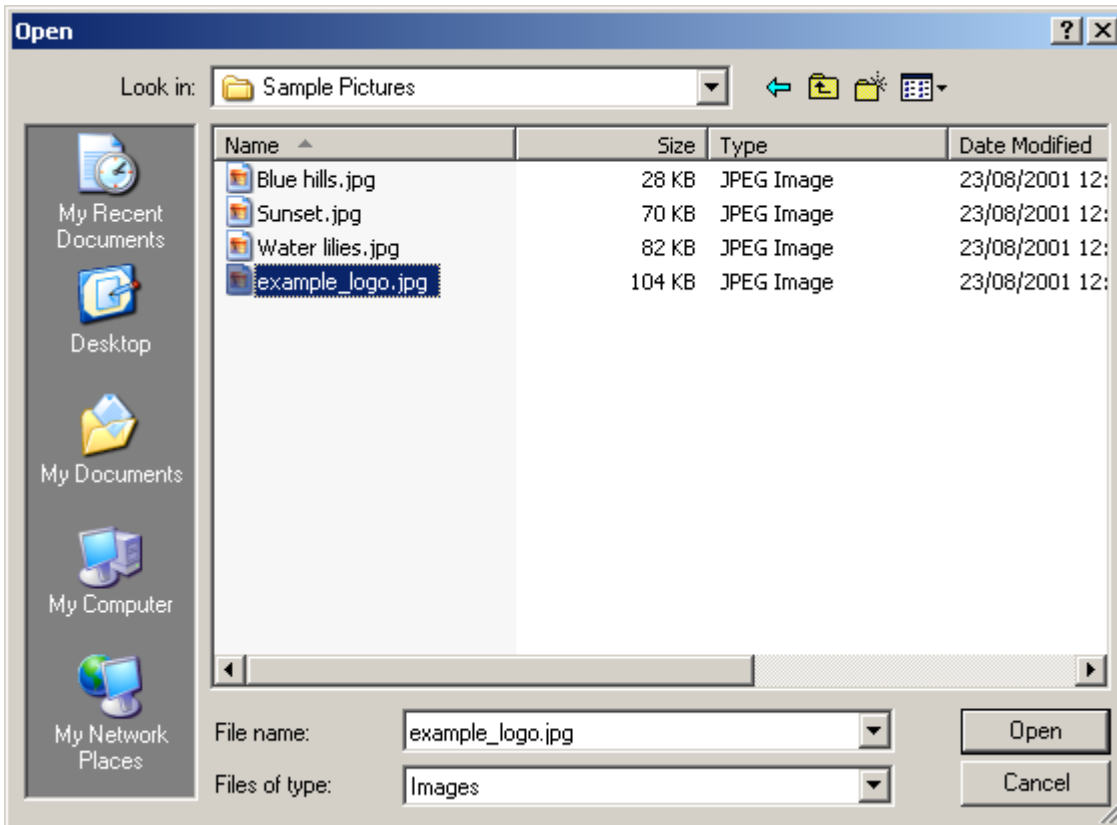 Open
Look in: Sample Pictures
Name Size Type Date Modified
Blue hills.jpg 28 KB JPEG Image 23/08/2001 12:
Sunset.jpg 70 KB JPEG Image 23/08/2001 12:
Water lilies.jpg 82 KB JPEG Image 23/08/2001 12:
example_logo.jpg 104 KB JPEG Image 23/08/2001 12:
My Recent
Documents
Desktop
My Documents
My Computer
My Network
Places
File name: example_logo.jpg Open
Files of type: Images Cancel